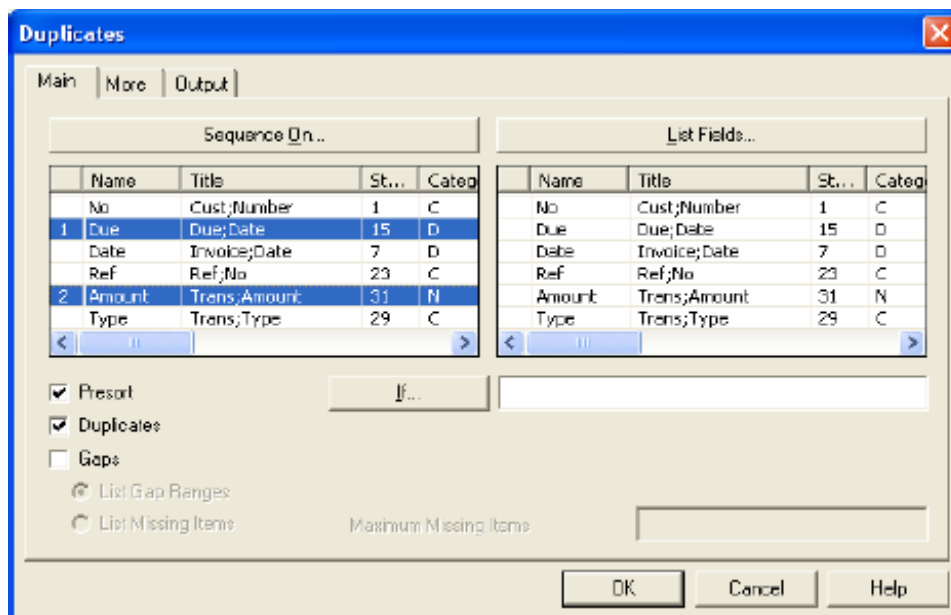 Duplicates
Main More Output
Sequence On... List Fields...
Name Title St... Categ Name Title St... Categ
No Cust;Number 1 C No Cust;Number 1 C
1 Due Due;Date 15 D Due Due;Date 15 D
Date Invoice;Date 7 D Date Invoice;Date 7 D
Ref Ref;No 23 C Ref Ref;No 23 C
2 Amount Trans;Amount 31 N Amount Trans;Amount 31 N
Type Trans;Type 29 C Type Trans;Type 29 C
Presort If...
Duplicates
Gaps
List Gap Ranges
List Missing Items Maximum Missing Items
OK Cancel Help